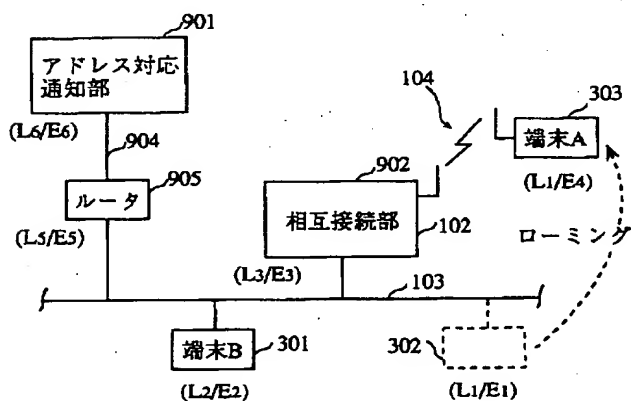 901
アドレス対応
通知部
(L6/E6)
904
905
ルータ
(L5/E5)
104
303
端末A
(L1/E4)
902
相互接続部
102
(L3/E3)
ローミング
103
端末B
301
(L2/E2)
302
(L1/E1)